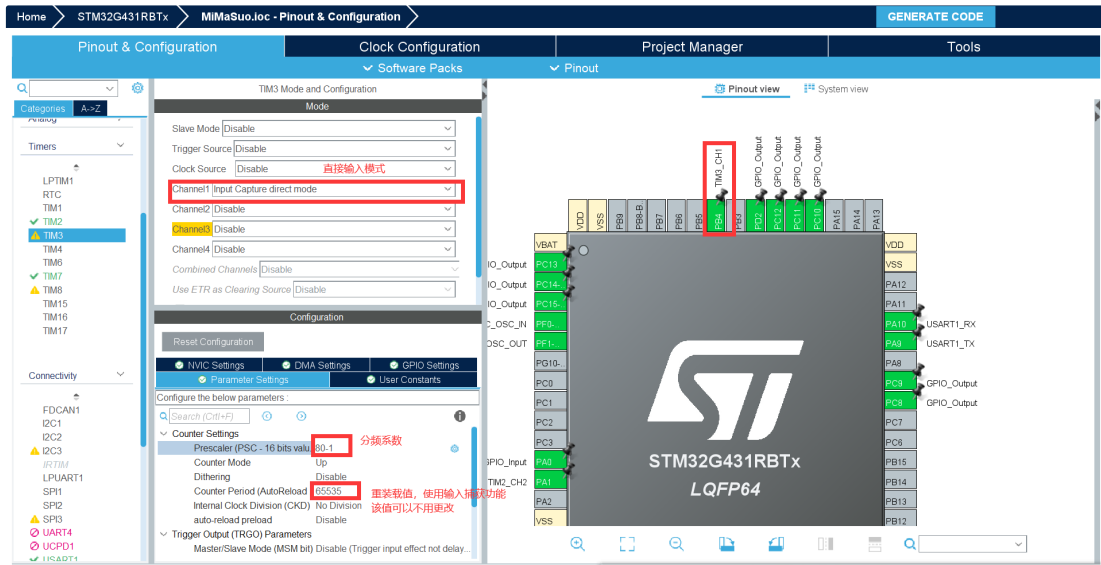 Home STM32G431RBTx MiMaSuo.ioc - Pinout & Configuration GENERATE CODE
Pinout & Configuration Clock Configuration Project Manager Tools
Software Packs Pinout
TIM3 Mode and Configuration
Mode
Categories A->Z
Analog
Timers
LPTIM1
RTC
TIM1
TIM2
TIM3
TIM4
TIM6
TIM7
TIM8
TIM15
TIM16
TIM17
Connectivity
FDCAN1
I2C1
I2C2
I2C3
IRTIM
LPUART1
SPI1
SPI2
SPI3
UART4
UCPD1
USART1
Slave Mode Disable
Trigger Source Disable
Clock Source Disable 直接输入模式
Channel1 Input Capture direct mode
Channel2 Disable
Channel3 Disable
Channel4 Disable
Combined Channels Disable
Use ETR as Clearing Source Disable
Configuration
Reset Configuration
NVIC Settings DMA Settings GPIO Settings
Parameter Settings User Constants
Configure the below parameters :
Search (Crtl+F)
Counter Settings
Prescaler (PSC - 16 bits valu 80-1 分频系数
Counter Mode Up
Dithering Disable
Counter Period (AutoReload 65535 重装载值，使用输入捕获功能
Internal Clock Division (CKD) No Division 该值可以不用更改
auto-reload preload Disable
Trigger Output (TRGO) Parameters
Master/Slave Mode (MSM bit) Disable (Trigger input effect not delay...
Pinout view System view
TIM3_CH1
GPIO_Output
GPIO_Output
GPIO_Output
GPIO_Output
VDD
VSS
PB9
PB8-B
PB7
PB6
PB5
PB4
PB3
PD2
PC12
PC11
PC10
PA15
PA14
PA13
VBAT
IO_Output PC13
IO_Output PC14-
IO_Output PC15-
C_OSC_IN PF0-..
OSC_OUT PF1-..
PG10-
PC0
PC1
PC2
PC3
GPIO_Input PA0
TIM2_CH2 PA1
PA2
VSS
VDD
VSS
PA12
PA11
PA10 USART1_RX
PA9 USART1_TX
PA8
PC9 GPIO_Output
PC8 GPIO_Output
PC7
PC6
PB15
PB14
PB13
PB12
ST
STM32G431RBTx
LQFP64